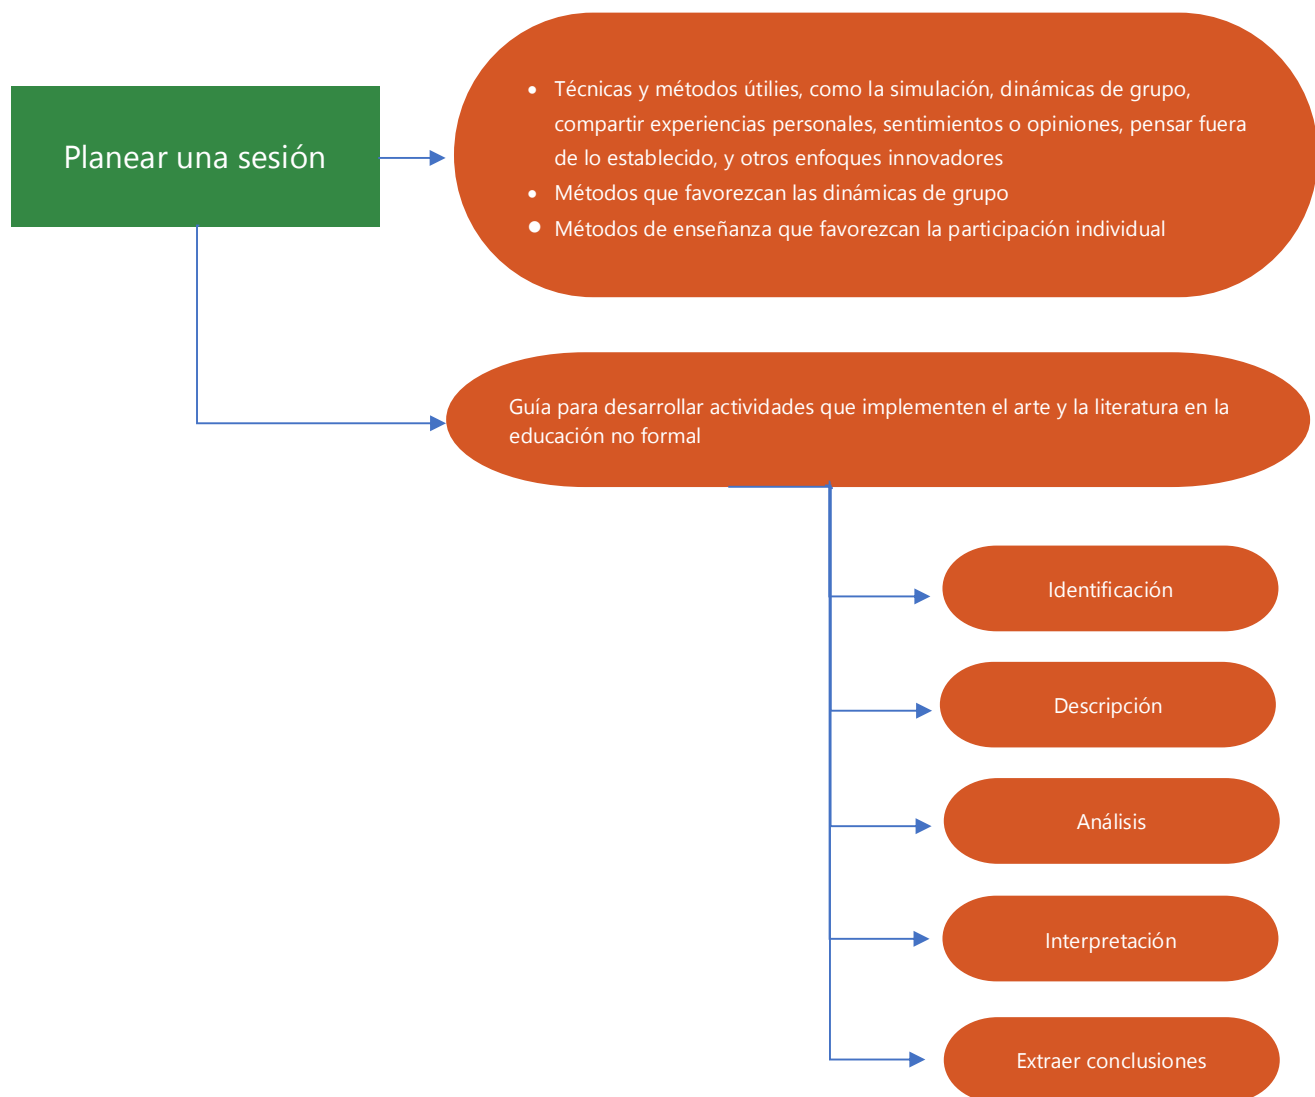 Planear una sesión
• Técnicas y métodos útilies, como la simulación, dinámicas de grupo,
compartir experiencias personales, sentimientos o opiniones, pensar fuera
de lo establecido, y otros enfoques innovadores
• Métodos que favorezcan las dinámicas de grupo
• Métodos de enseñanza que favorezcan la participación individual
Guía para desarrollar actividades que implementen el arte y la literatura en la
educación no formal
Identificación
Descripción
Análisis
Interpretación
Extraer conclusiones